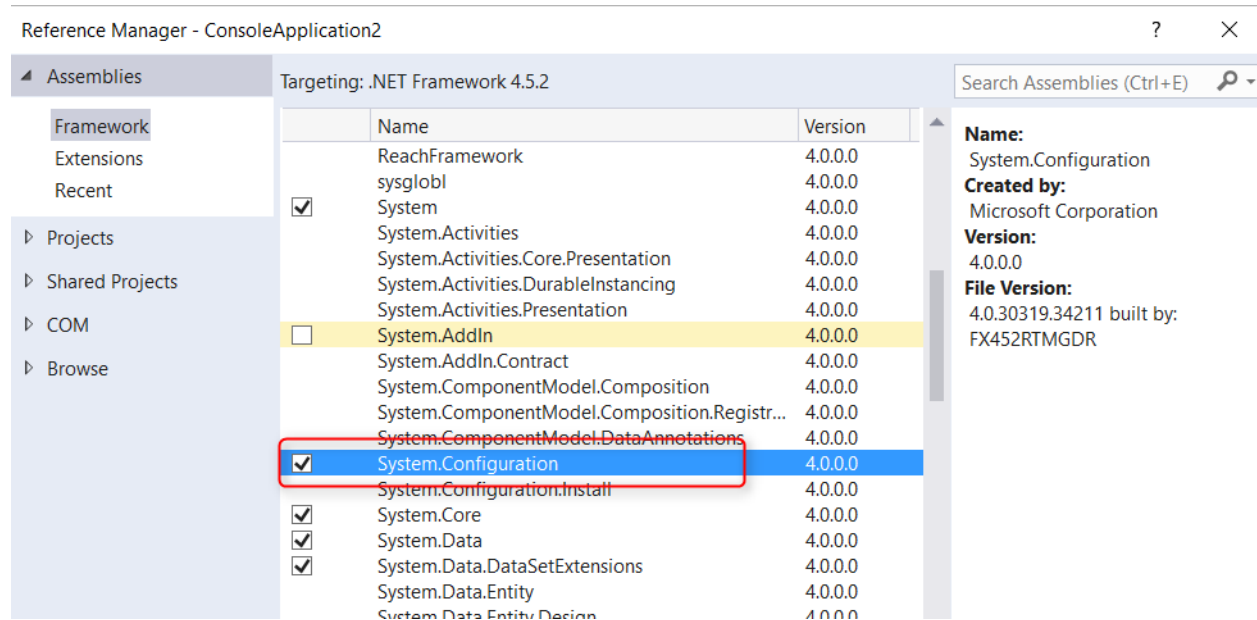 Reference Manager - ConsoleApplication2 ?
Assemblies
Framework
Extensions
Recent
Projects
Shared Projects
COM
Browse
Targeting: .NET Framework 4.5.2
Name Version
ReachFramework 4.0.0.0
sysglobl 4.0.0.0
System 4.0.0.0
System.Activities 4.0.0.0
System.Activities.Core.Presentation 4.0.0.0
System.Activities.DurableInstancing 4.0.0.0
System.Activities.Presentation 4.0.0.0
System.AddIn 4.0.0.0
System.AddIn.Contract 4.0.0.0
System.ComponentModel.Composition 4.0.0.0
System.ComponentModel.Composition.Registr... 4.0.0.0
System.ComponentModel.DataAnnotations 4.0.0.0
System.Configuration 4.0.0.0
System.Configuration.Install 4.0.0.0
System.Core 4.0.0.0
System.Data 4.0.0.0
System.Data.DataSetExtensions 4.0.0.0
System.Data.Entity 4.0.0.0
System.Data.Entity.Design 4.0.0.0
Search Assemblies (Ctrl+E)
Name:
System.Configuration
Created by:
Microsoft Corporation
Version:
4.0.0.0
File Version:
4.0.30319.34211 built by:
FX452RTMGDR